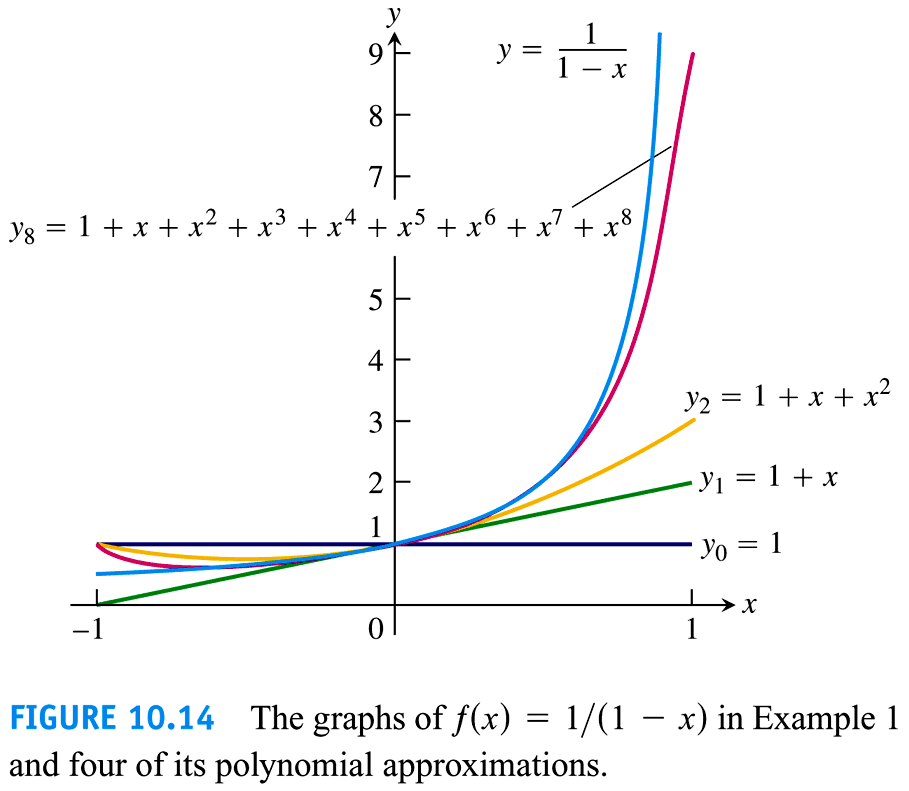 y
9
y = 1/(1 − x)
8
7
y₈ = 1 + x + x² + x³ + x⁴ + x⁵ + x⁶ + x⁷ + x⁸
5
4
y₂ = 1 + x + x²
3
2
y₁ = 1 + x
1
y₀ = 1
x
−1
0
1
FIGURE 10.14 The graphs of f(x) = 1/(1 − x) in Example 1
and four of its polynomial approximations.